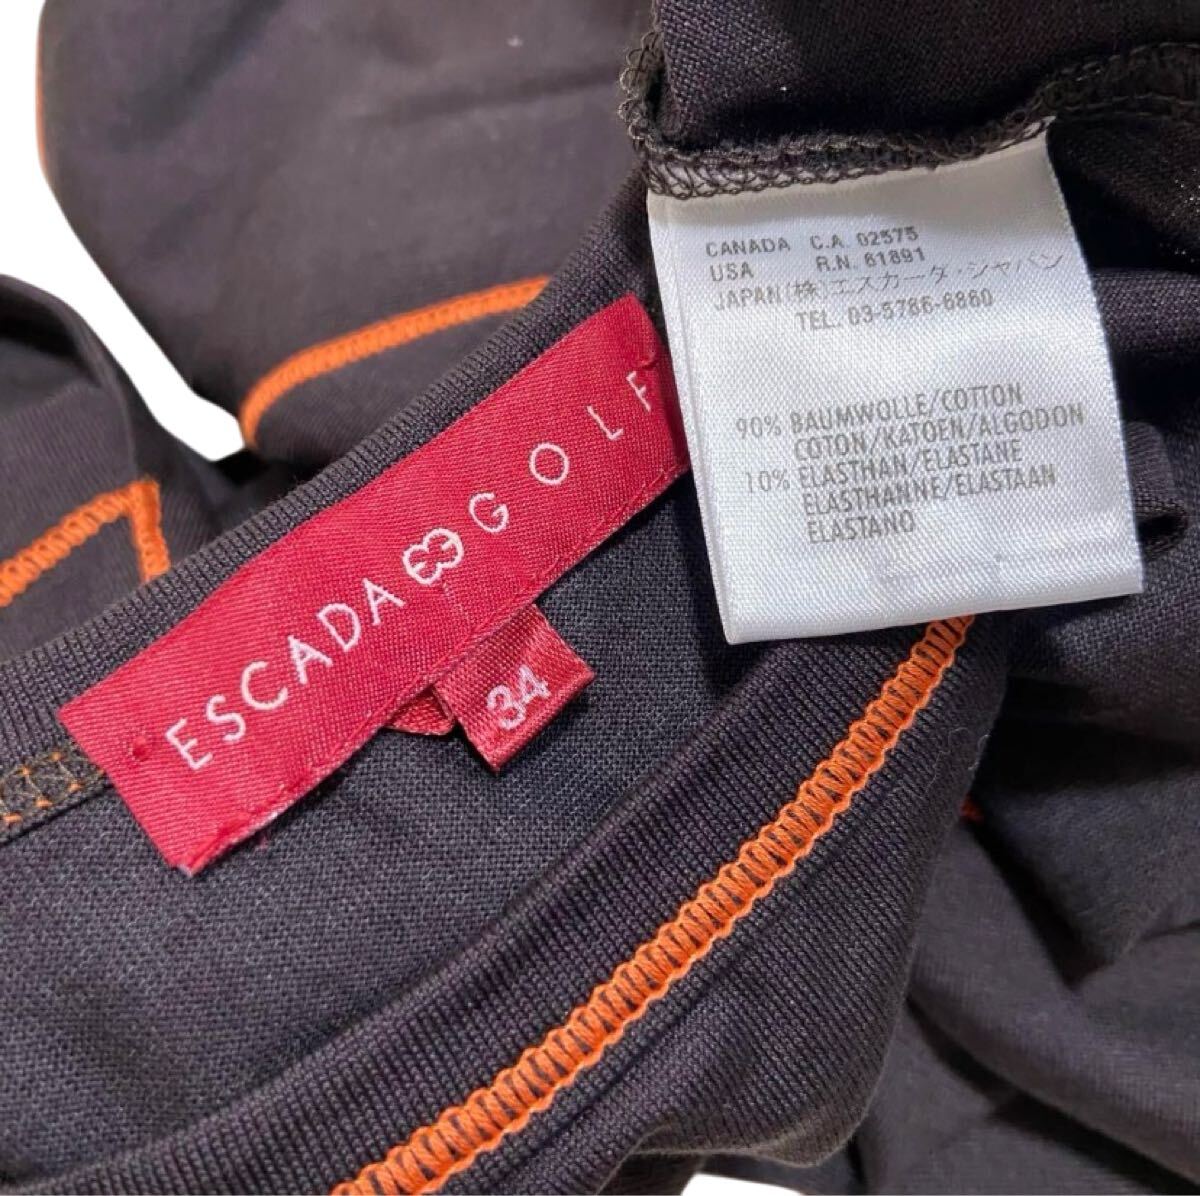 CANADA C.A. 02575
USA R.N. 61891
JAPAN(株)エスカーダ・ジャパン
TEL. 03-5786-6860
90% BAUMWOLLE/COTTON
COTON/KATOEN/ALGODON
10% ELASTHAN/ELASTANE
ELASTHANNE/ELASTAAN
ELASTANO
ESCADA GOLF
34